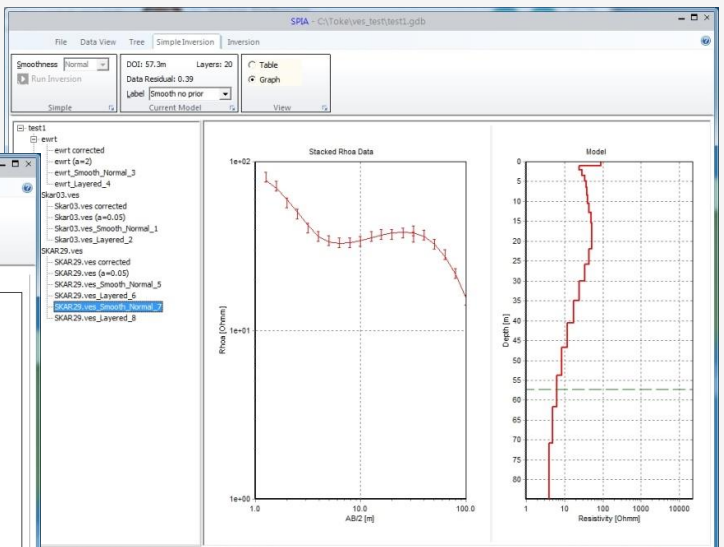 SPIA - C:\Toke\ves_test\test1.gdb
File Data View Tree Simple Inversion Inversion
Smoothness Normal
Run Inversion
Simple
DOI: 57.3m Layers: 20
Data Residual: 0.39
Label Smooth no prior
Current Model
Table
Graph
View
test1
ewrt
ewrt corrected
ewrt (a=2)
ewrt_Smooth_Normal_3
ewrt_Layered_4
Skar03.ves
Skar03.ves corrected
Skar03.ves (a=0.05)
Skar03.ves_Smooth_Normal_1
Skar03.ves_Layered_2
SKAR29.ves
SKAR29.ves corrected
SKAR29.ves (a=0.05)
SKAR29.ves_Smooth_Normal_5
SKAR29.ves_Layered_6
SKAR29.ves_Smooth_Normal_7
SKAR29.ves_Layered_8
Stacked Rhoa Data
1e+02
1e+01
1e+00
Rhoa [Ohmm]
1.0 10.0 100.0
AB/2 [m]
Model
0
5
10
15
20
25
30
35
40
45
50
55
60
65
70
75
80
Depth [m]
1 10 100 1000 10000
Resistivity [Ohmm]